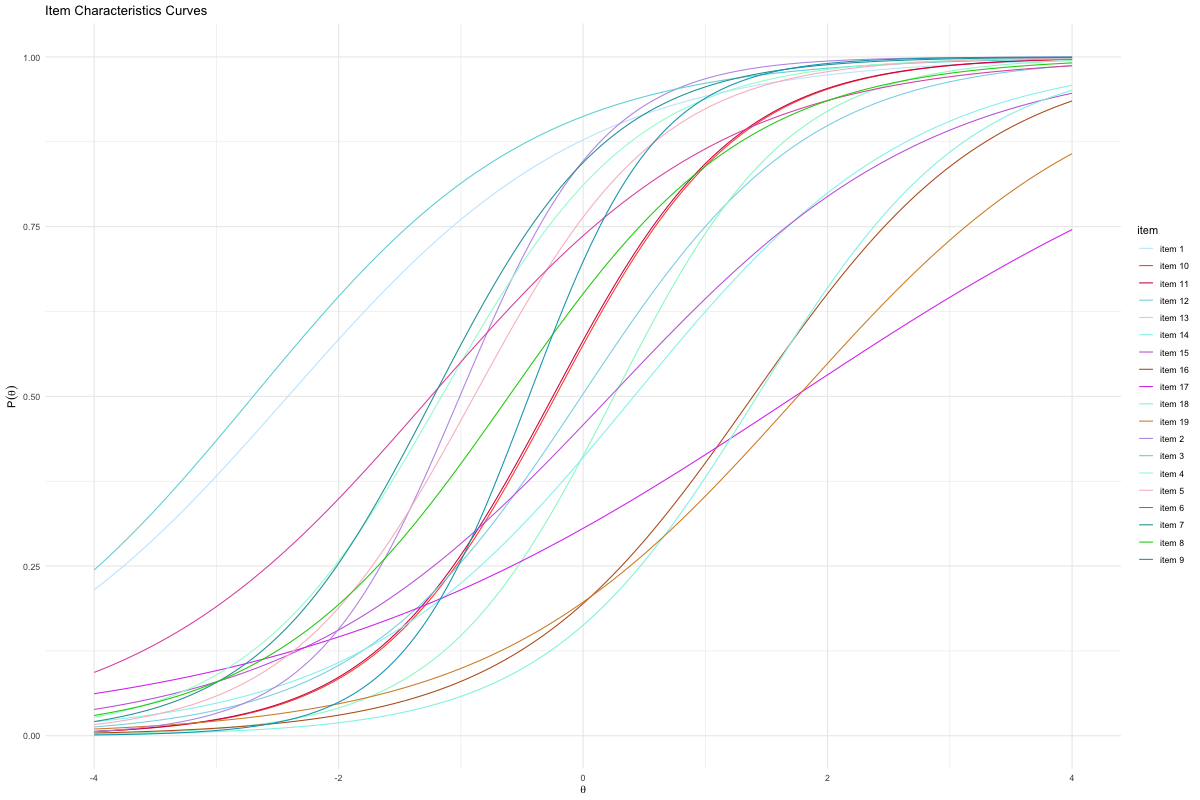 Item Characteristics Curves
P(θ)
1.00
0.75
0.50
0.25
0.00
-4
-2
0
2
4
θ
item
item 1
item 10
item 11
item 12
item 13
item 14
item 15
item 16
item 17
item 18
item 19
item 2
item 3
item 4
item 5
item 6
item 7
item 8
item 9